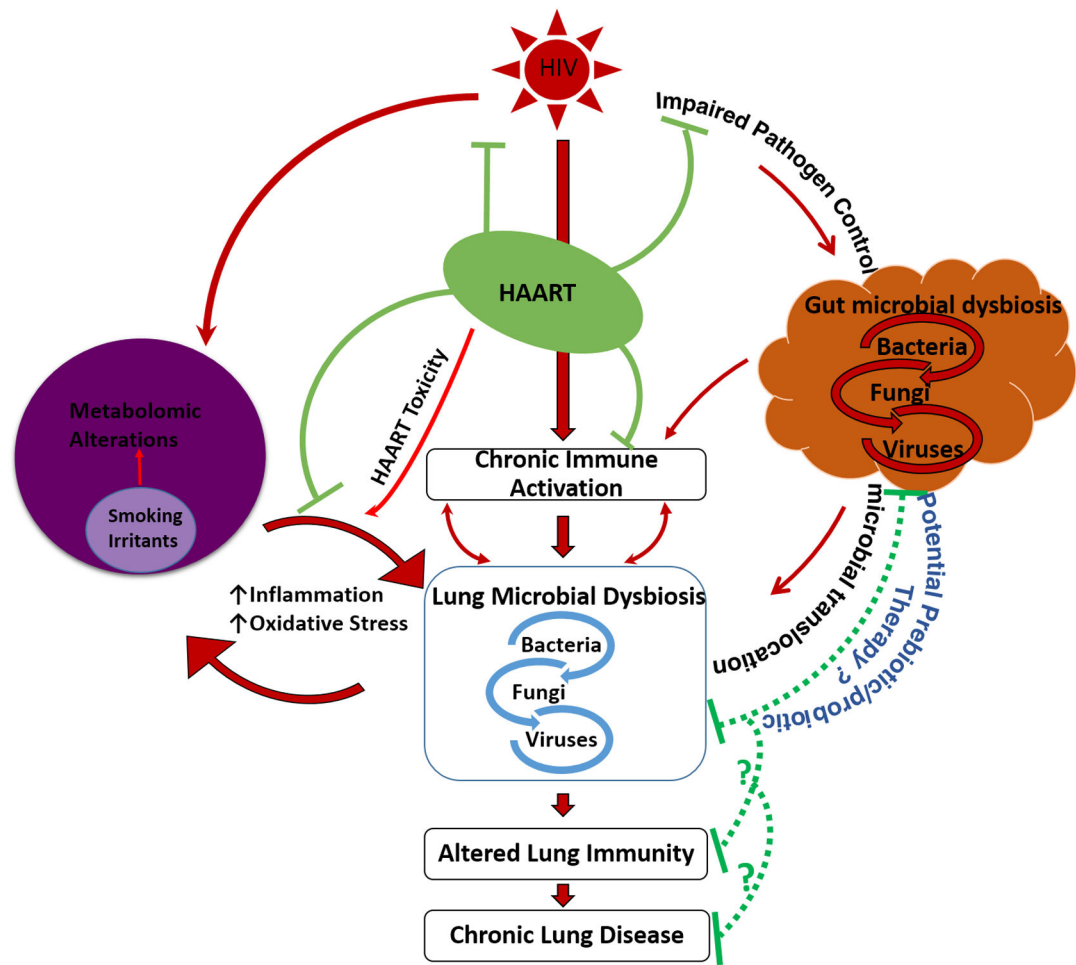 HIV
Impaired Pathogen Control
HAART
Gut microbial dysbiosis
Bacteria
Fungi
Viruses
HAART Toxicity
Metabolomic
Alterations
Smoking
Irritants
Chronic Immune
Activation
↑Inflammation
↑Oxidative Stress
Lung Microbial Dysbiosis
Bacteria
Fungi
Viruses
microbial translocation
Potential Prebiotic/probiotic
Therapy ?
?
?
Altered Lung Immunity
Chronic Lung Disease